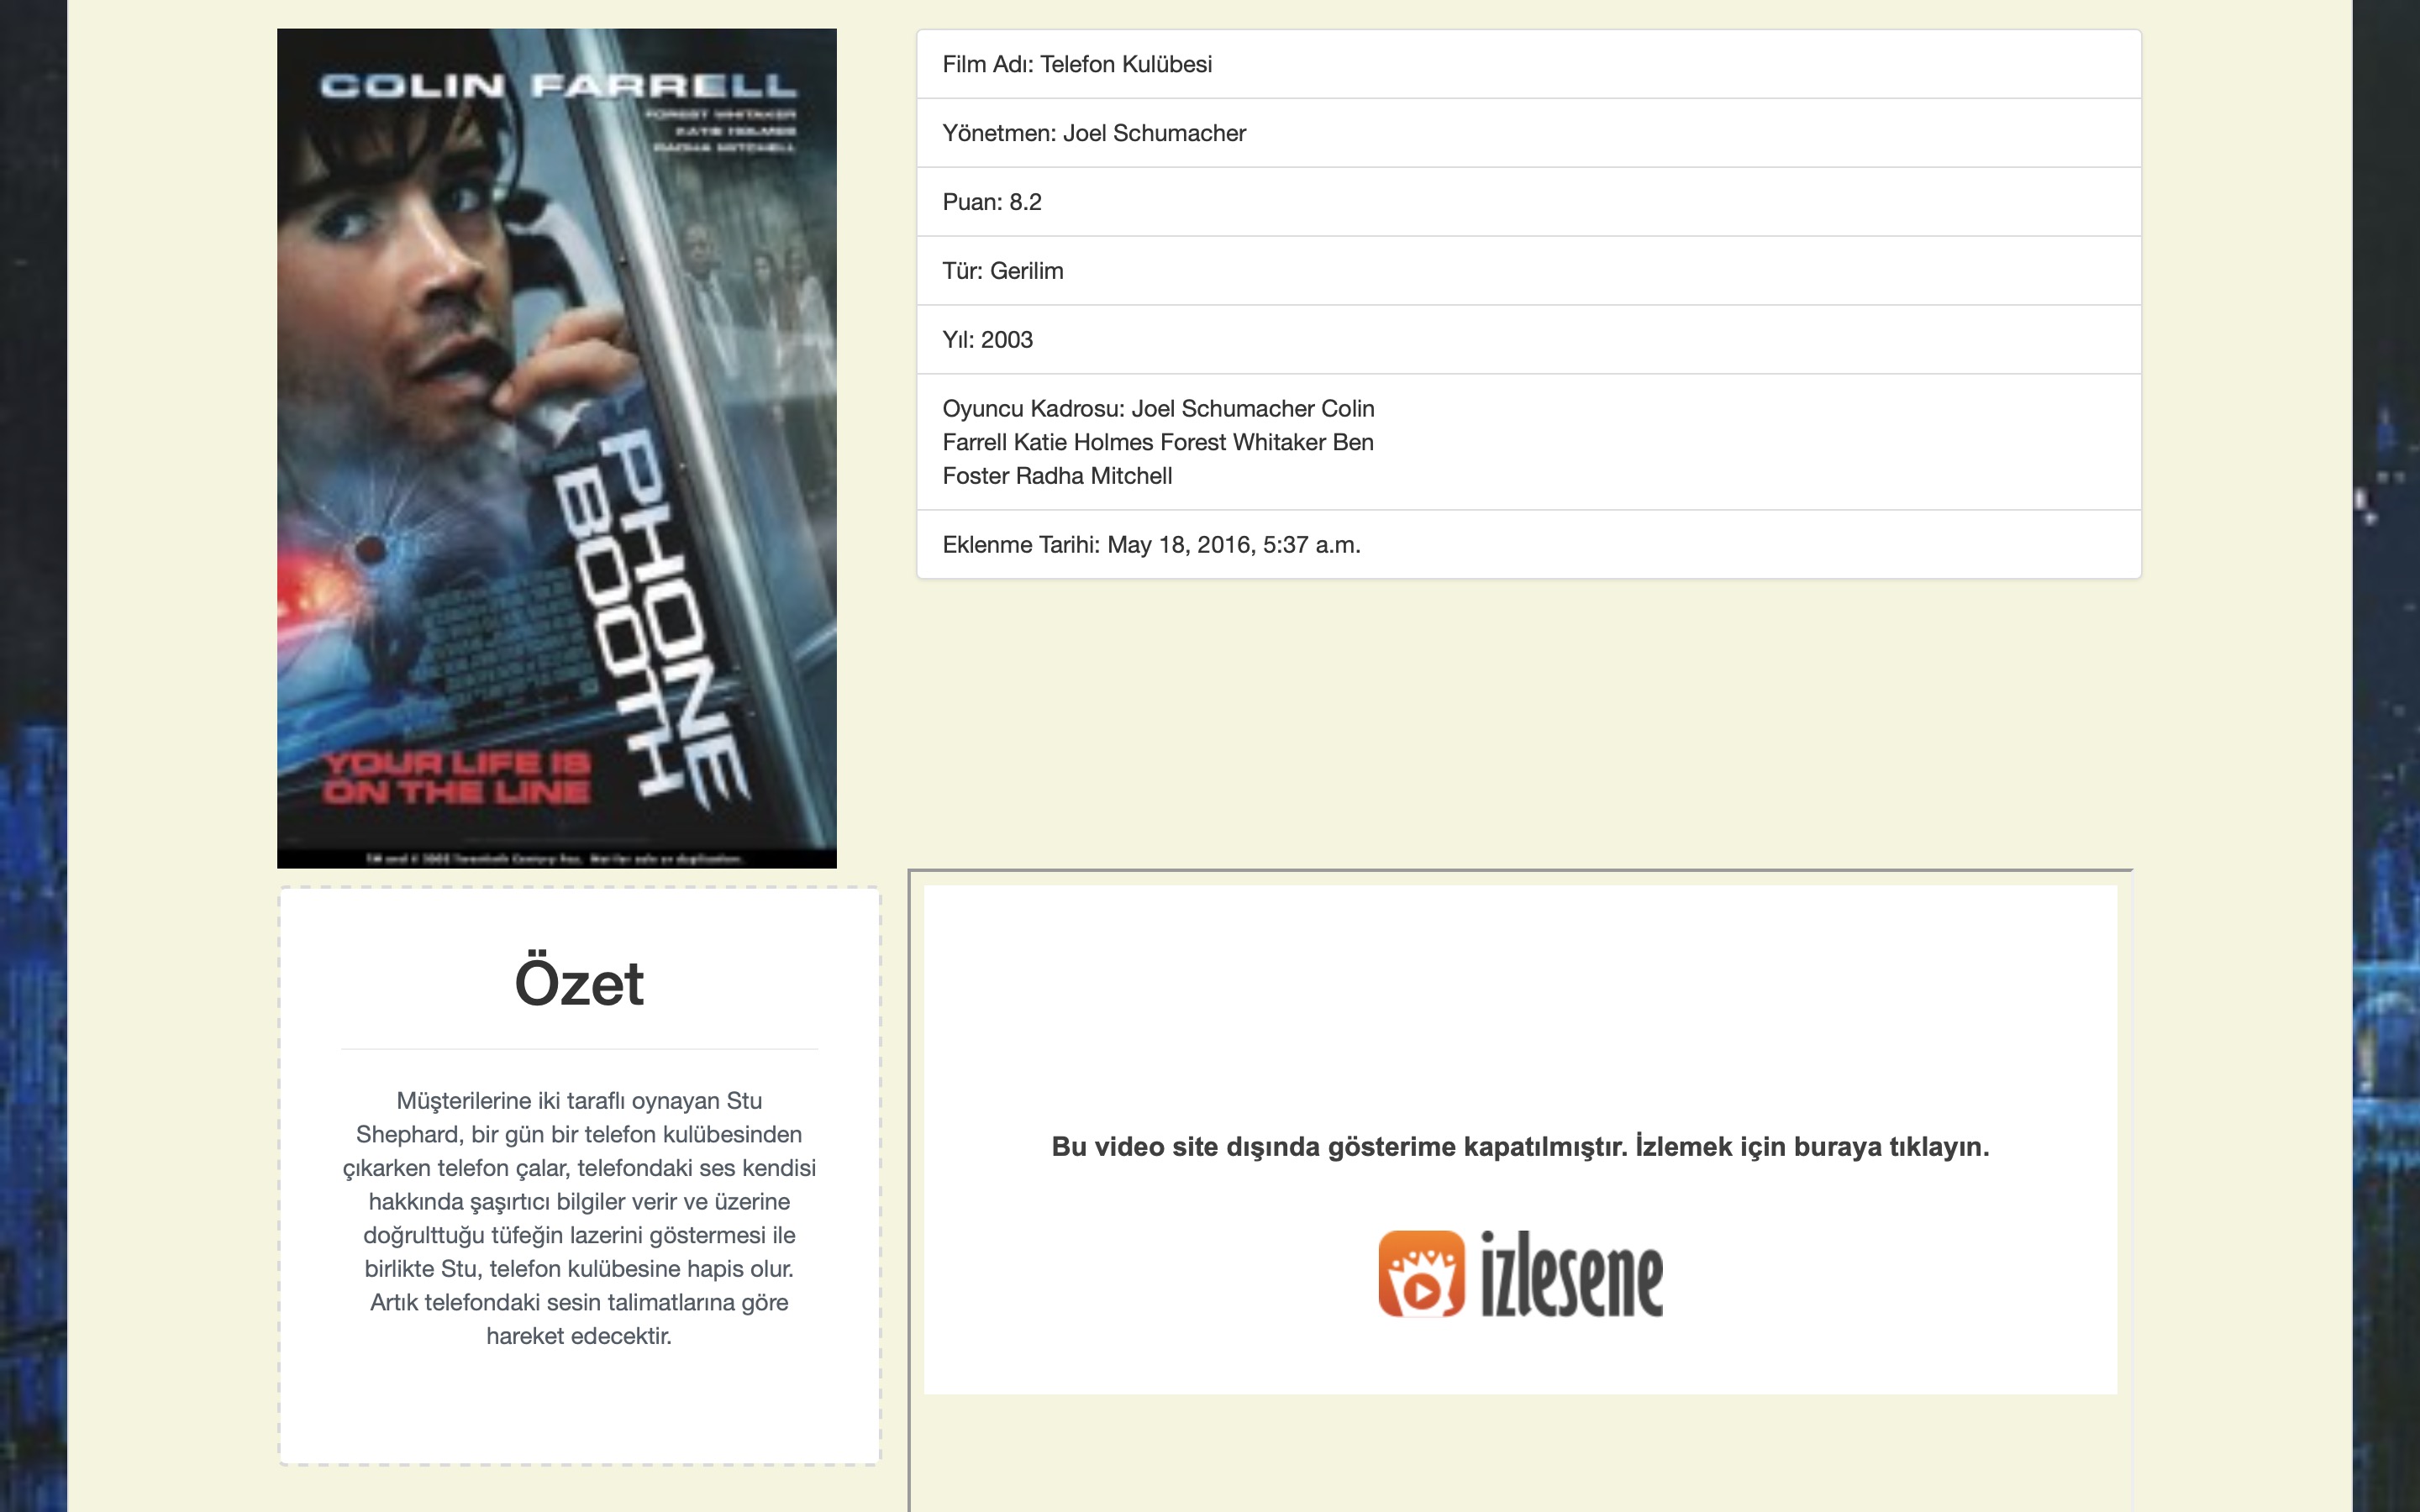 COLIN FARRELL
FOREST WHITAKER
KATIE HOLMES
RADHA MITCHELL
PHONE
BOOTH
YOUR LIFE IS
ON THE LINE
Film Adı: Telefon Kulübesi
Yönetmen: Joel Schumacher
Puan: 8.2
Tür: Gerilim
Yıl: 2003
Oyuncu Kadrosu: Joel Schumacher Colin
Farrell Katie Holmes Forest Whitaker Ben
Foster Radha Mitchell
Eklenme Tarihi: May 18, 2016, 5:37 a.m.
Özet
Müşterilerine iki taraflı oynayan Stu
Shephard, bir gün bir telefon kulübesinden
çıkarken telefon çalar, telefondaki ses kendisi
hakkında şaşırtıcı bilgiler verir ve üzerine
doğrulttuğu tüfeğin lazerini göstermesi ile
birlikte Stu, telefon kulübesine hapis olur.
Artık telefondaki sesin talimatlarına göre
hareket edecektir.
Bu video site dışında gösterime kapatılmıştır. İzlemek için buraya tıklayın.
izlesene